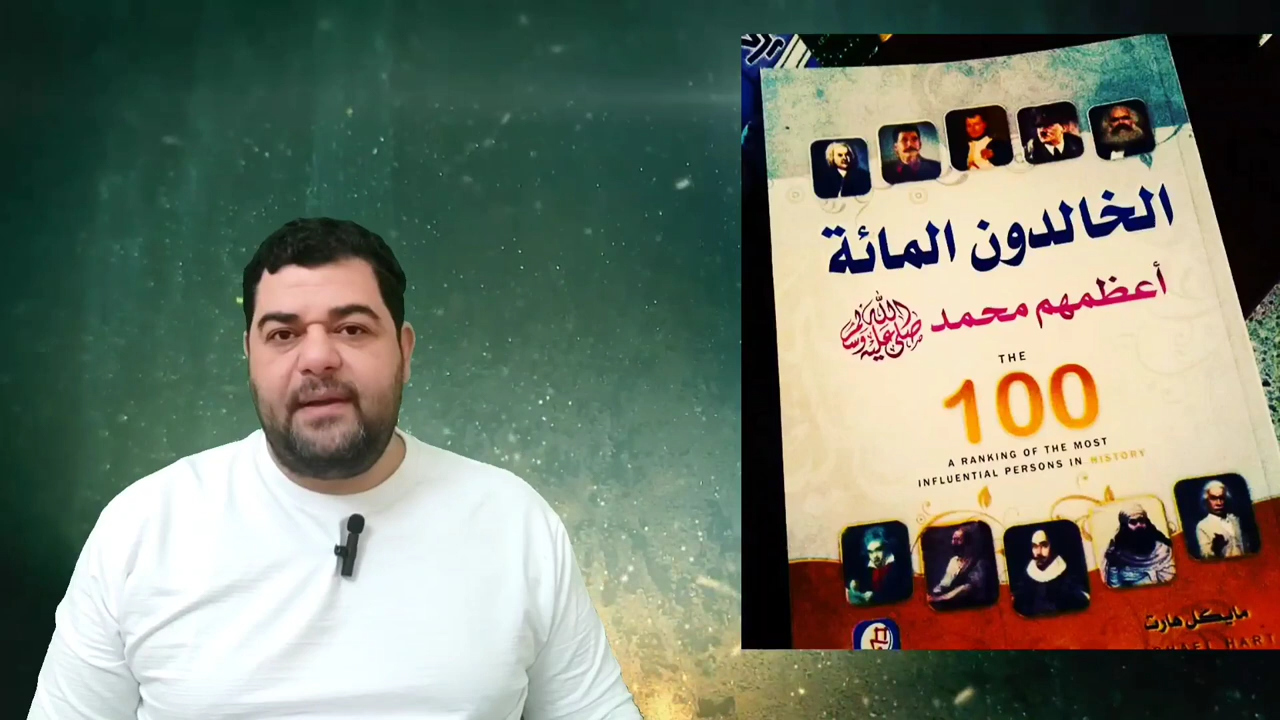 الخالدون المائة
أعظمهم محمد صلى الله عليه وسلم
THE
100
A RANKING OF THE MOST
INFLUENTIAL PERSONS IN HISTORY
مايكل هارت
HART